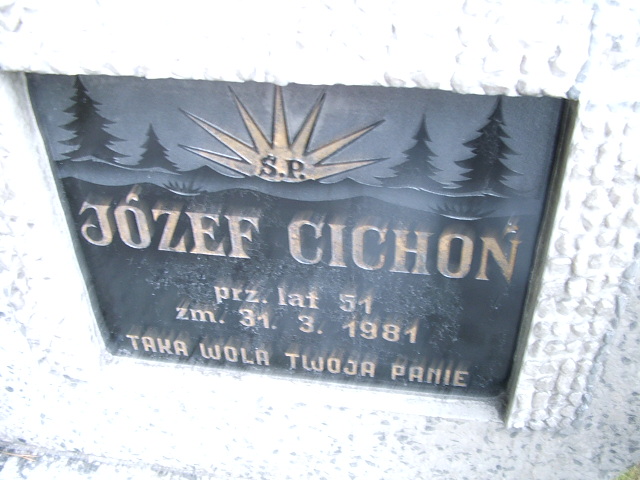 Ś.P.
JÓZEF CICHOŃ
prz. lat 51
zm. 31. 3. 1981
TAKA WOLA TWOJA PANIE